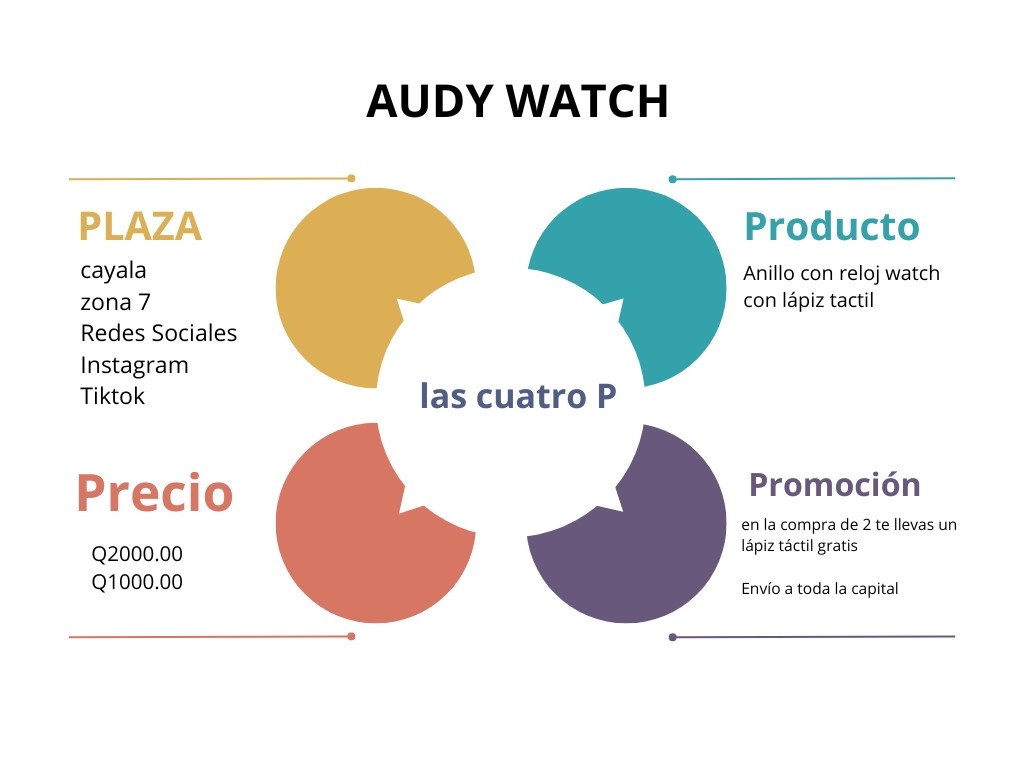 AUDY WATCH
PLAZA
cayala
zona 7
Redes Sociales
Instagram
Tiktok
Producto
Anillo con reloj watch
con lápiz tactil
las cuatro P
Precio
Q2000.00
Q1000.00
Promoción
en la compra de 2 te llevas un
lápiz táctil gratis
Envío a toda la capital